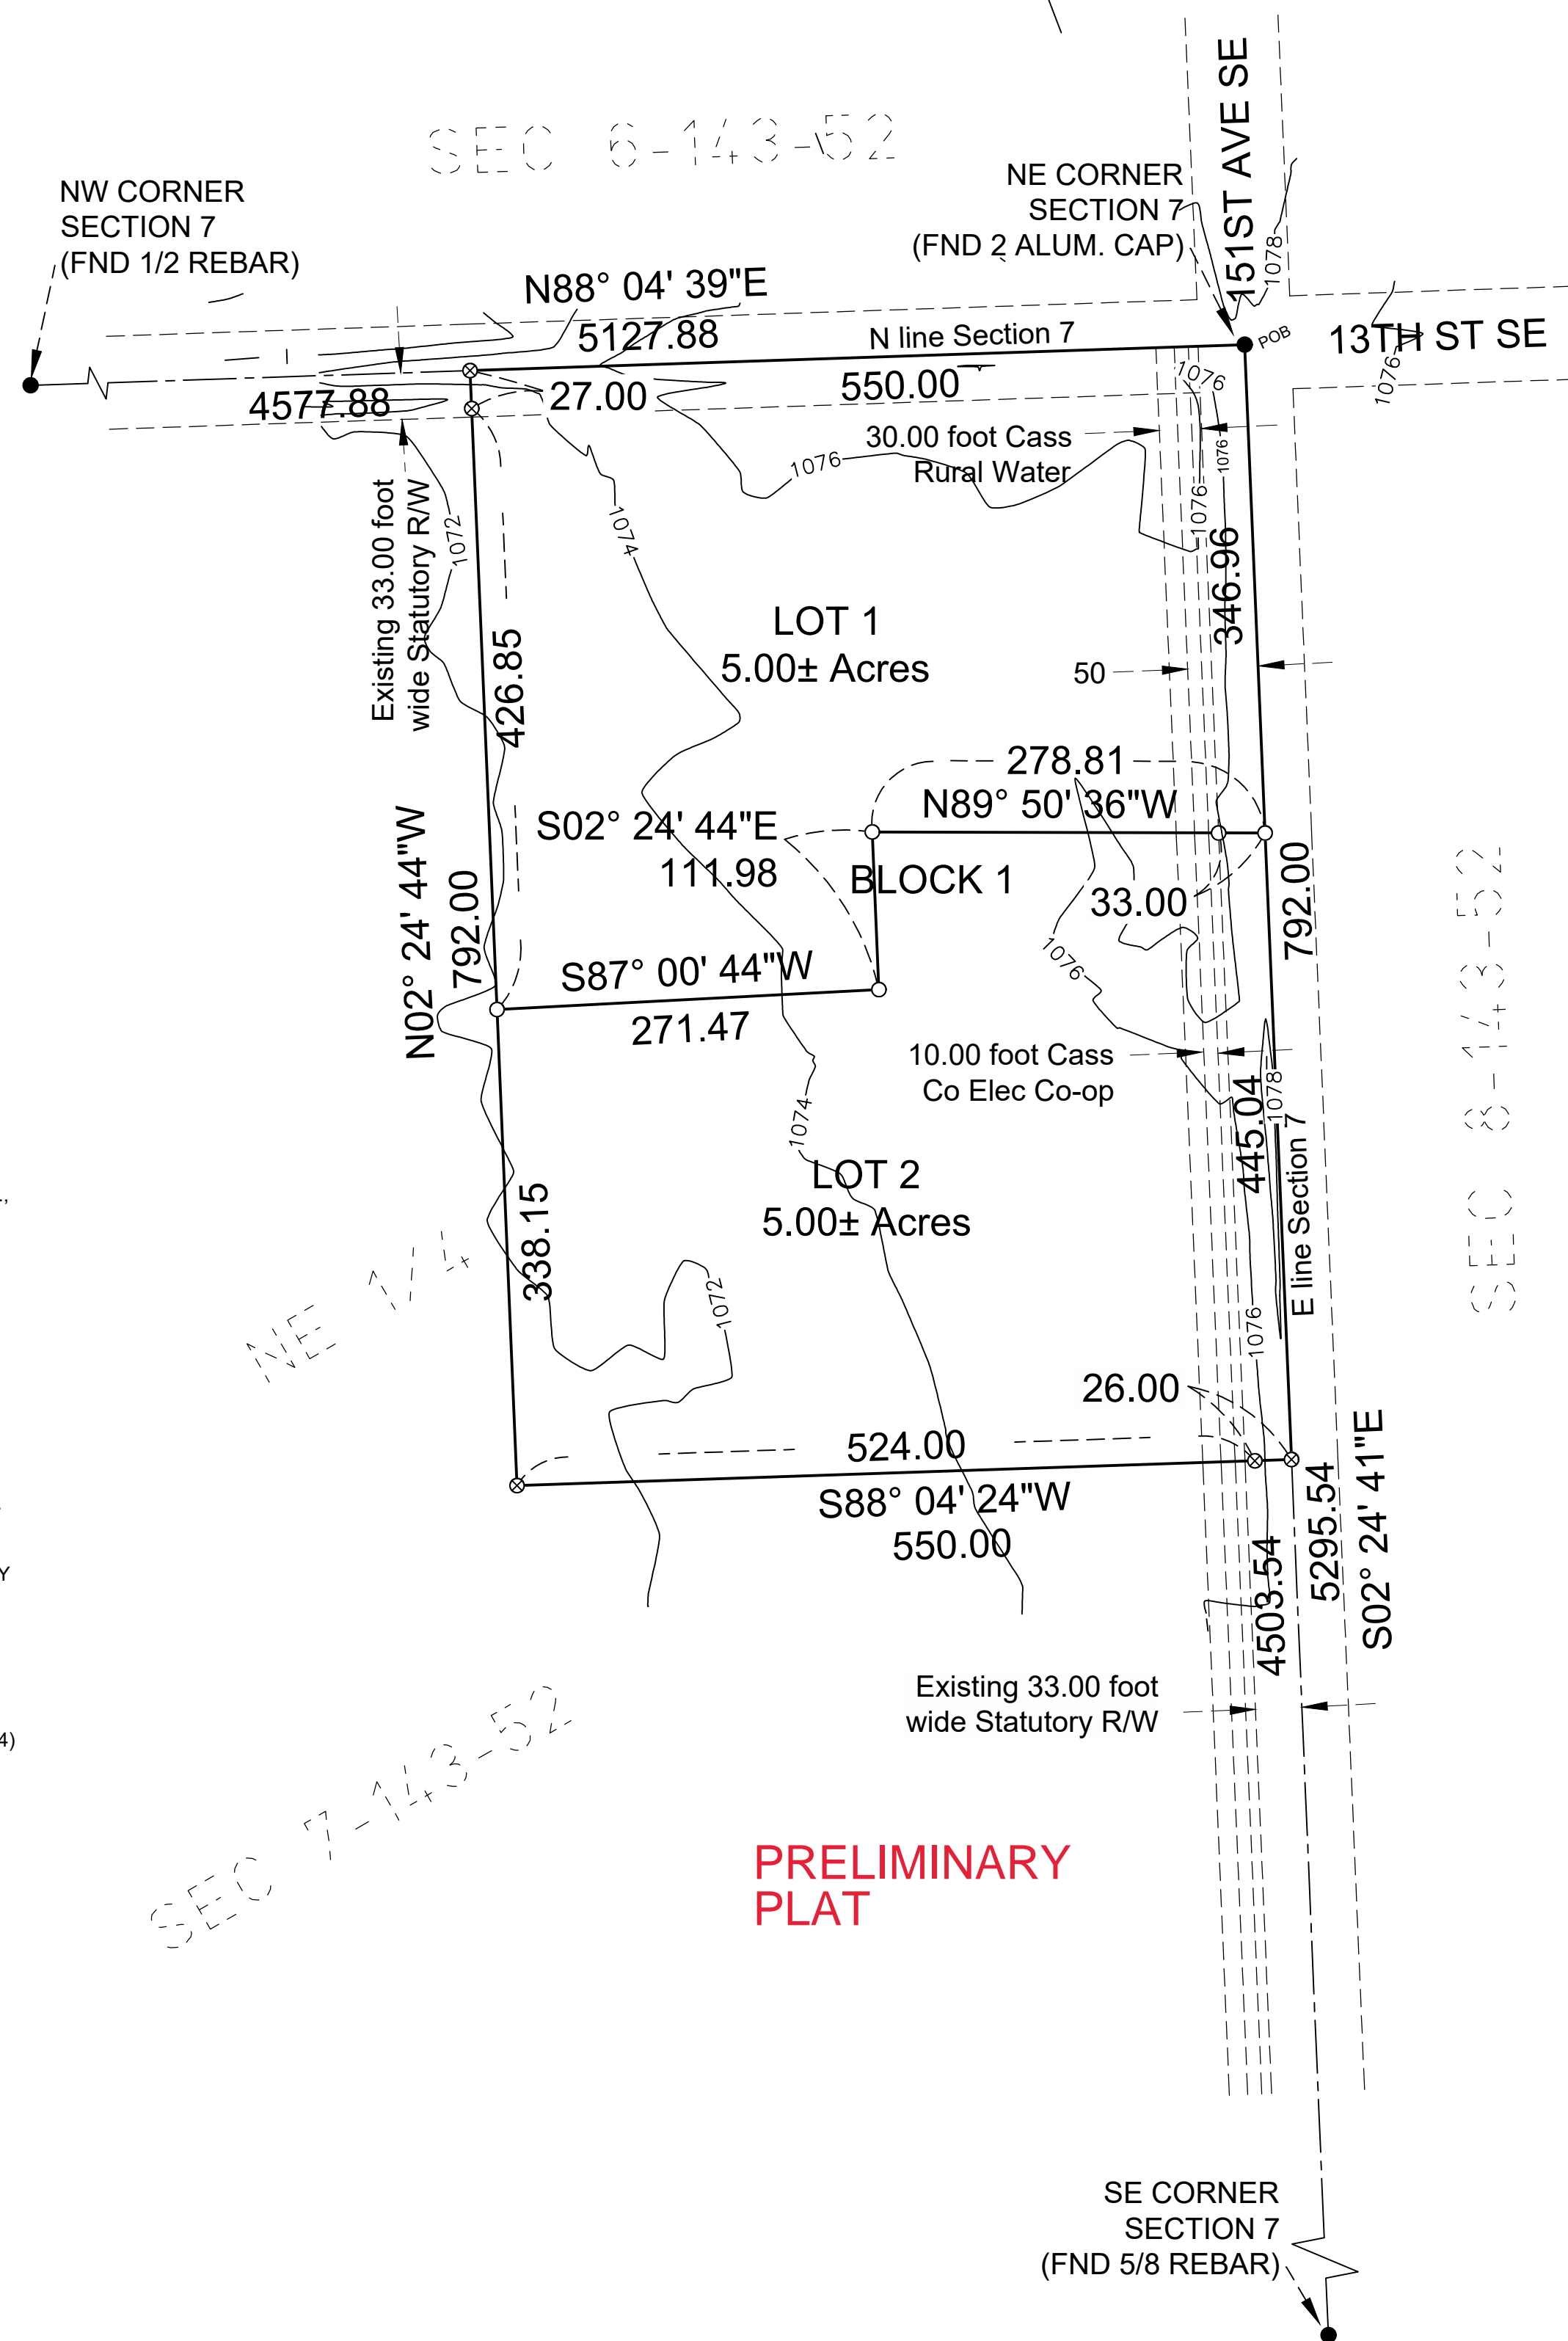 SEC 6-143-52
151ST AVE SE
NW CORNER
SECTION 7
(FND 1/2 REBAR)
NE CORNER
SECTION 7
(FND 2 ALUM. CAP)
1078
N88° 04' 39"E
5127.88
N line Section 7
POB
13TH ST SE
1076
4577.88
27.00
550.00
1076
30.00 foot Cass
Rural Water
1076
1076
1076
Existing 33.00 foot
wide Statutory R/W
1072
1074
346.96
LOT 1
5.00± Acres
426.85
50
278.81
N89° 50' 36"W
S02° 24' 44"E
111.98
BLOCK 1
33.00
N02° 24' 44"W
792.00
792.00
SEC 8-143-52
1076
S87° 00' 44"W
271.47
10.00 foot Cass
Co Elec Co-op
1074
445.04
1078
E line Section 7
LOT 2
5.00± Acres
338.15
NE 1/4
1072
1076
26.00
524.00
S88° 04' 24"W
550.00
4503.54
5295.54
S02° 24' 41"E
Y
Existing 33.00 foot
wide Statutory R/W
4)
SEC 7-143-52
PRELIMINARY
PLAT
SE CORNER
SECTION 7
(FND 5/8 REBAR)